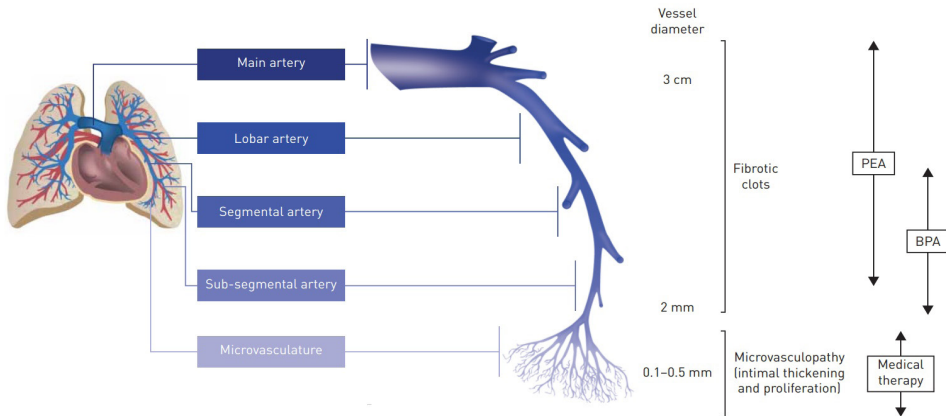 Vessel
diameter
Main artery
3 cm
Lobar artery
Fibrotic
clots
PEA
Segmental artery
BPA
Sub-segmental artery
2 mm
Microvasculature
0.1–0.5 mm
Microvasculopathy
(intimal thickening
and proliferation)
Medical
therapy